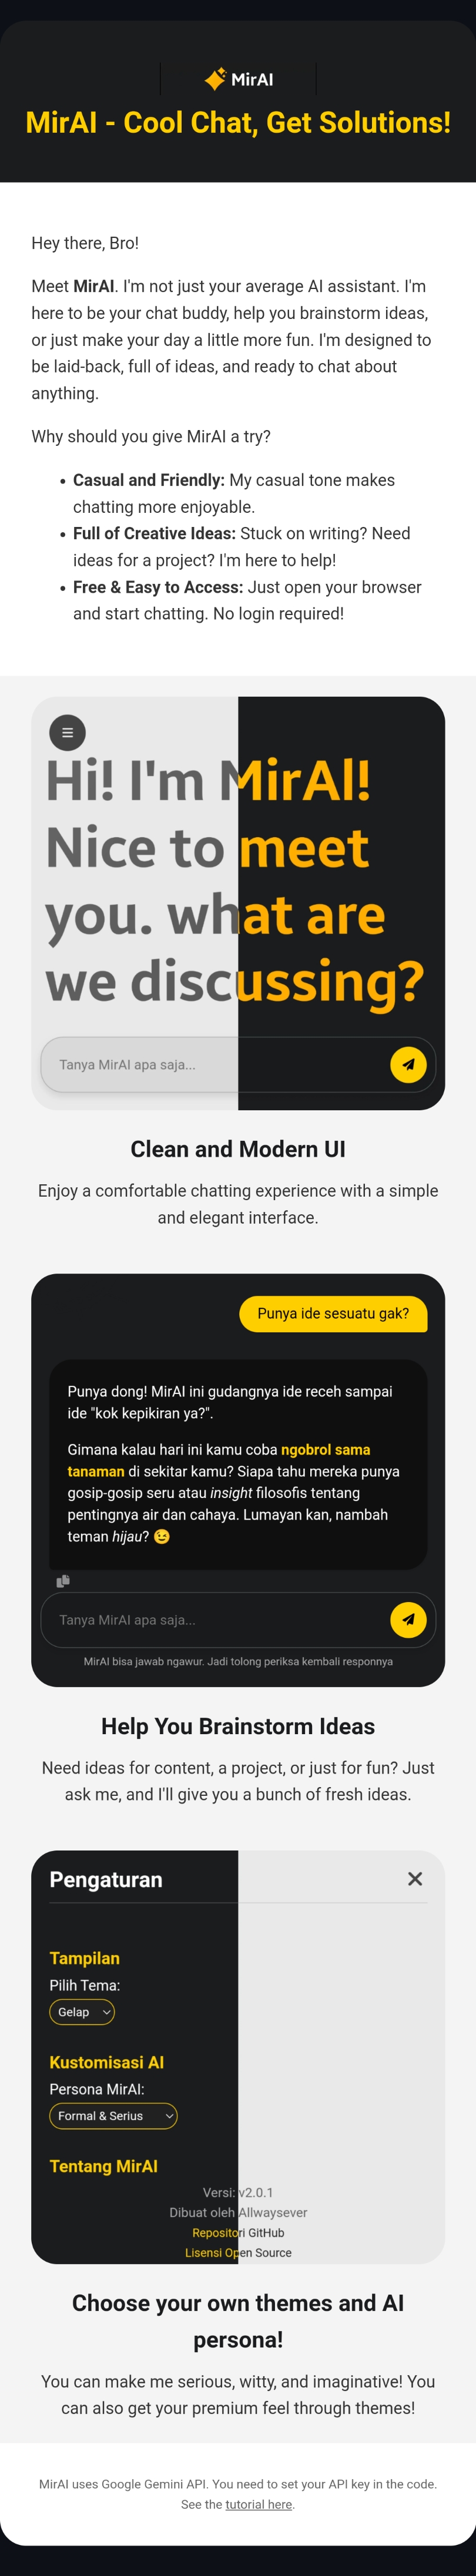 MirAI
MirAI - Cool Chat, Get Solutions!
Hey there, Bro!
Meet MirAI. I'm not just your average AI assistant. I'm
here to be your chat buddy, help you brainstorm ideas,
or just make your day a little more fun. I'm designed to
be laid-back, full of ideas, and ready to chat about
anything.
Why should you give MirAI a try?
• Casual and Friendly: My casual tone makes
chatting more enjoyable.
• Full of Creative Ideas: Stuck on writing? Need
ideas for a project? I'm here to help!
• Free & Easy to Access: Just open your browser
and start chatting. No login required!
Hi! I'm MirAI!
Nice to meet
you. what are
we discussing?
Tanya MirAI apa saja...
Clean and Modern UI
Enjoy a comfortable chatting experience with a simple
and elegant interface.
Punya ide sesuatu gak?
Punya dong! MirAI ini gudangnya ide receh sampai
ide "kok kepikiran ya?".
Gimana kalau hari ini kamu coba ngobrol sama
tanaman di sekitar kamu? Siapa tahu mereka punya
gosip-gosip seru atau insight filosofis tentang
pentingnya air dan cahaya. Lumayan kan, nambah
teman hijau? 😉
Tanya MirAI apa saja...
MirAI bisa jawab ngawur. Jadi tolong periksa kembali responnya
Help You Brainstorm Ideas
Need ideas for content, a project, or just for fun? Just
ask me, and I'll give you a bunch of fresh ideas.
Pengaturan
Tampilan
Pilih Tema:
Gelap
Kustomisasi AI
Persona MirAI:
Formal & Serius
Tentang MirAI
Versi: v2.0.1
Dibuat oleh Allwaysever
Repositori GitHub
Lisensi Open Source
Choose your own themes and AI
persona!
You can make me serious, witty, and imaginative! You
can also get your premium feel through themes!
MirAI uses Google Gemini API. You need to set your API key in the code.
See the tutorial here.